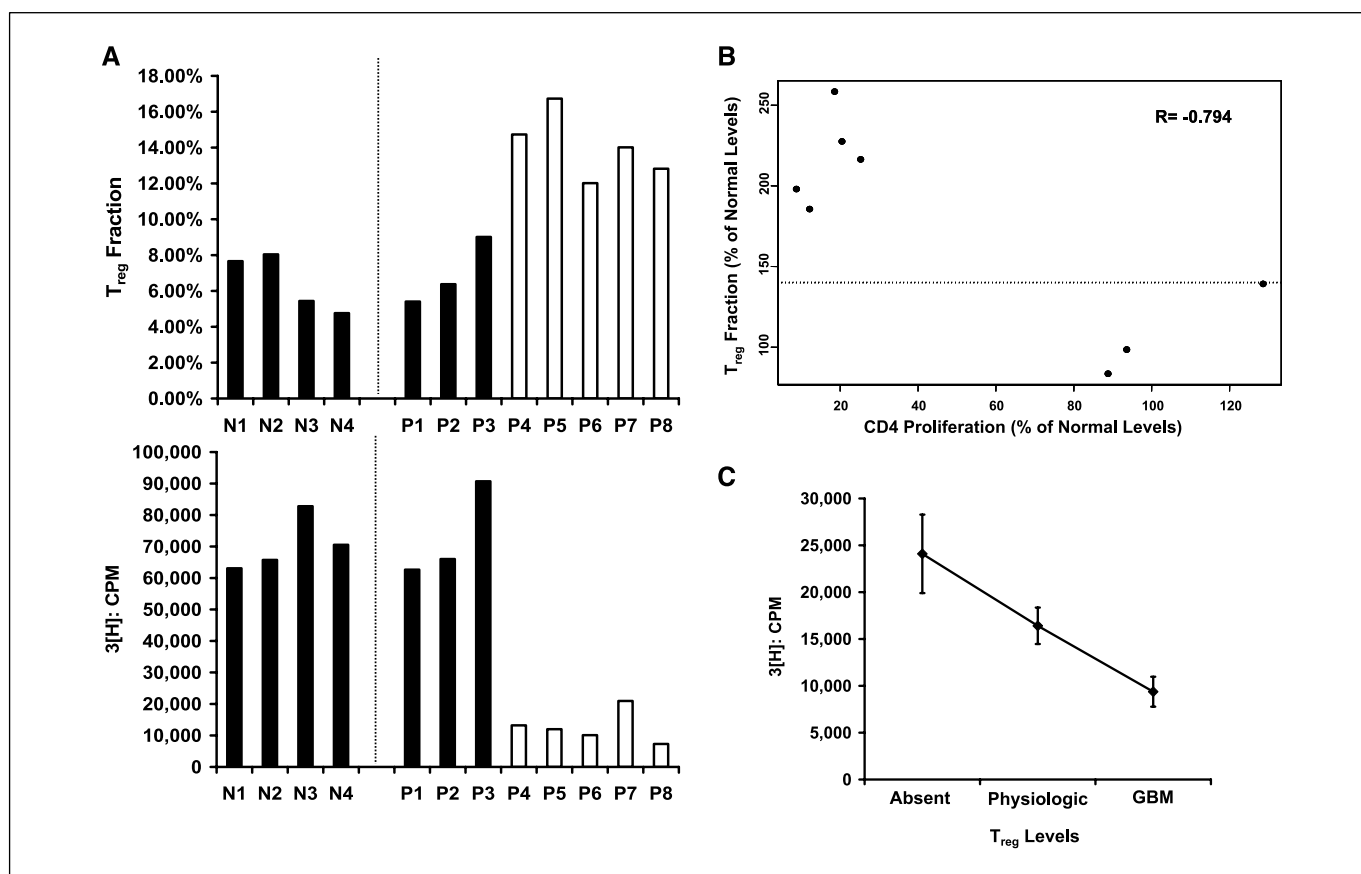 A
18.00%
16.00%
14.00%
12.00%
10.00%
8.00%
6.00%
4.00%
2.00%
0.00%
Treg Fraction
N1 N2 N3 N4 P1 P2 P3 P4 P5 P6 P7 P8
100,000
90,000
80,000
70,000
60,000
50,000
40,000
30,000
20,000
10,000
0
3[H]: CPM
N1 N2 N3 N4 P1 P2 P3 P4 P5 P6 P7 P8
B
R= -0.794
250
200
150
100
Treg Fraction (% of Normal Levels)
20 40 60 80 100 120
CD4 Proliferation (% of Normal Levels)
C
30,000
25,000
20,000
15,000
10,000
5,000
0
3[H]: CPM
Absent Physiologic GBM
Treg Levels